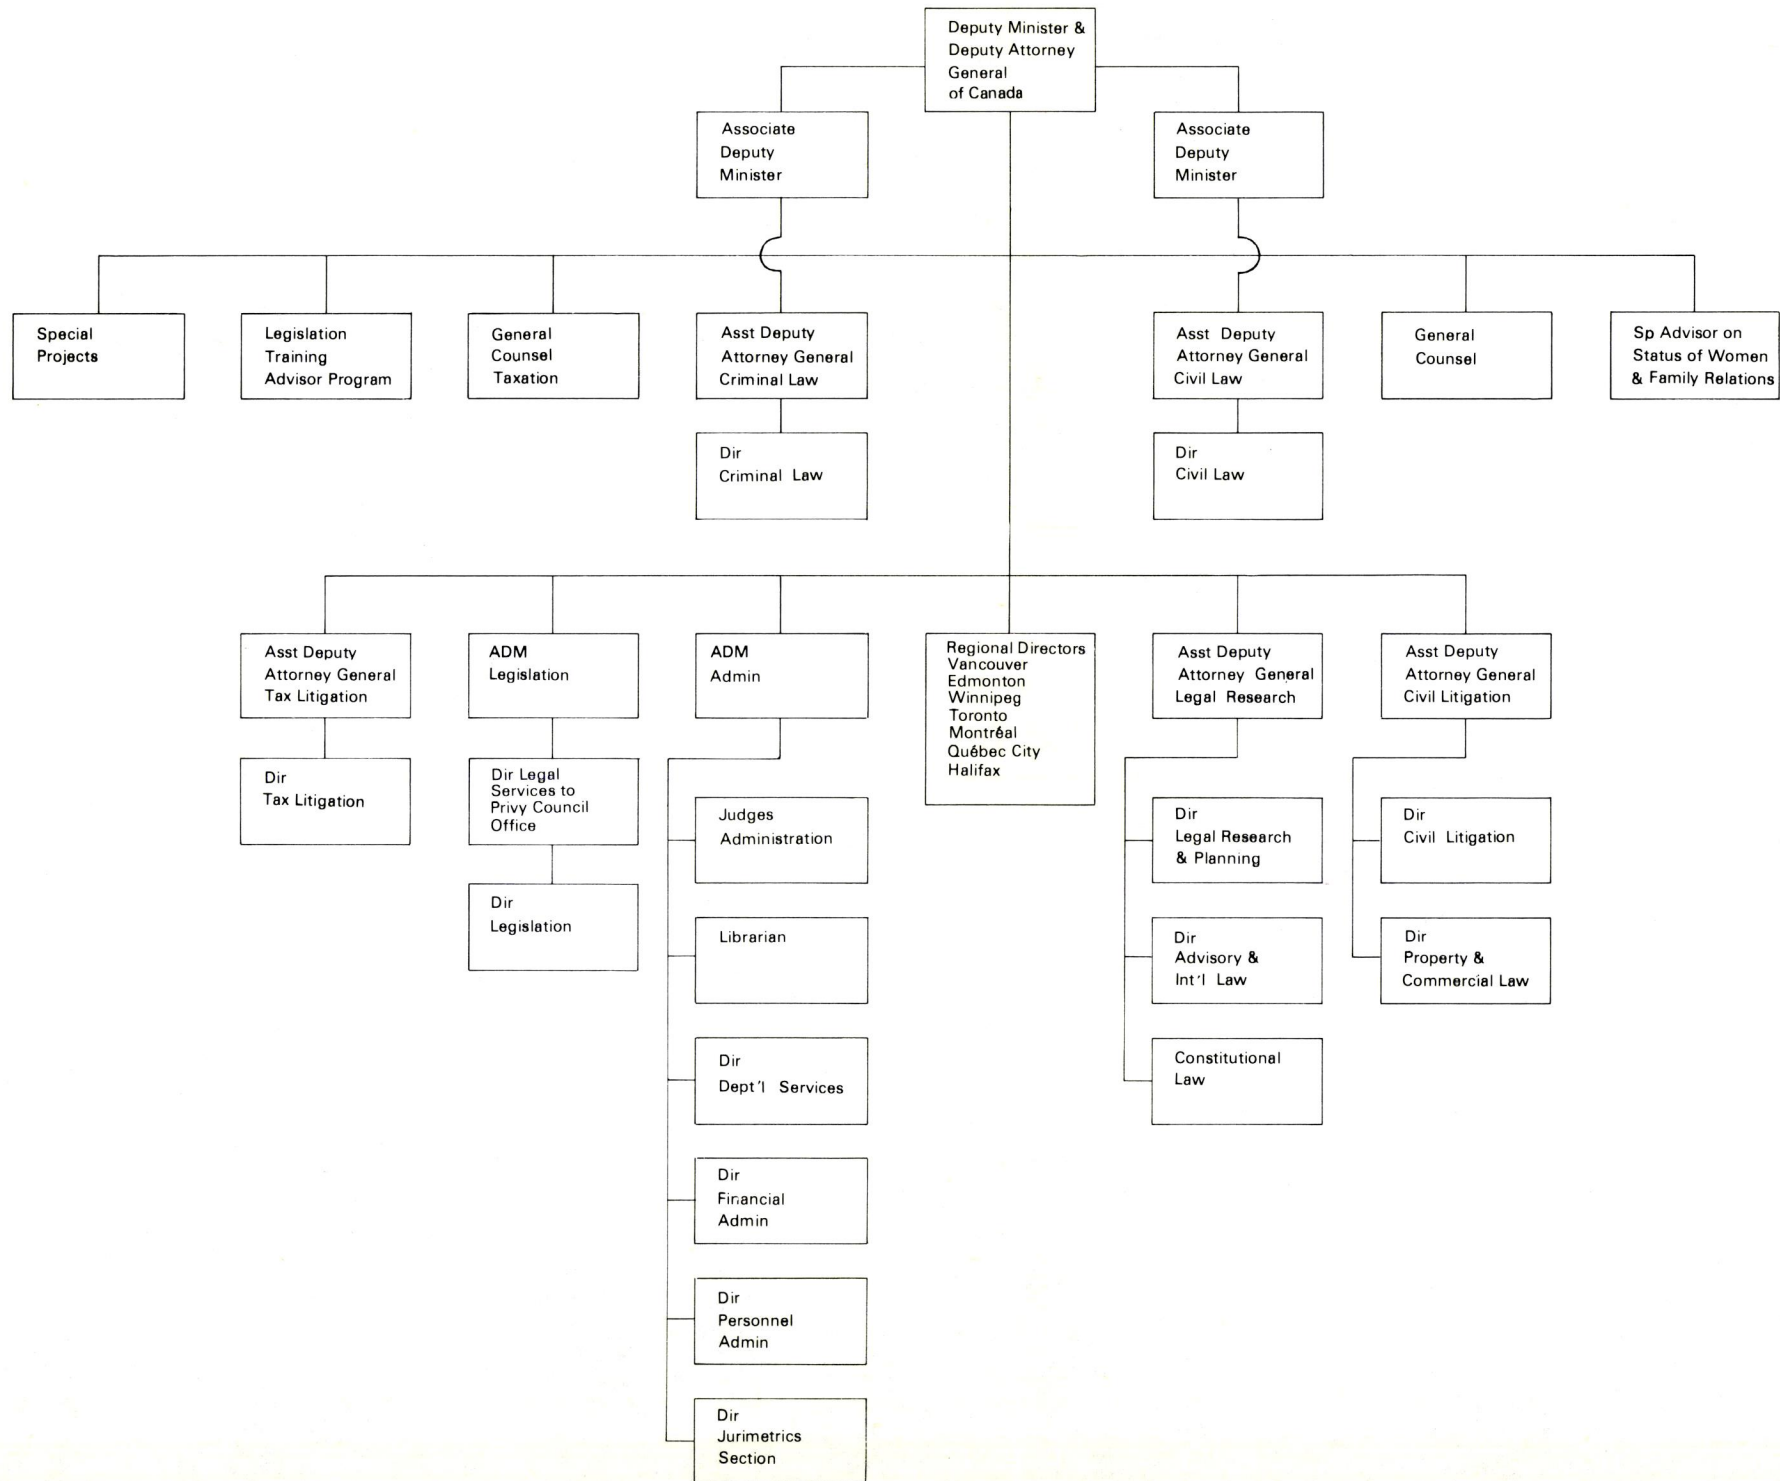 Deputy Minister &
Deputy Attorney
General
of Canada
Associate
Deputy
Minister
Associate
Deputy
Minister
Special
Projects
Legislation
Training
Advisor Program
General
Counsel
Taxation
Asst Deputy
Attorney General
Criminal Law
Asst Deputy
Attorney General
Civil Law
General
Counsel
Sp Advisor on
Status of Women
& Family Relations
Dir
Criminal Law
Dir
Civil Law
Asst Deputy
Attorney General
Tax Litigation
ADM
Legislation
ADM
Admin
Regional Directors
Vancouver
Edmonton
Winnipeg
Toronto
Montréal
Québec City
Halifax
Asst Deputy
Attorney General
Legal Research
Asst Deputy
Attorney General
Civil Litigation
Dir
Tax Litigation
Dir Legal
Services to
Privy Council
Office
Dir
Legislation
Judges
Administration
Librarian
Dir
Dept'l Services
Dir
Financial
Admin
Dir
Personnel
Admin
Dir
Jurimetrics
Section
Dir
Legal Research
& Planning
Dir
Advisory &
Int'l Law
Constitutional
Law
Dir
Civil Litigation
Dir
Property &
Commercial Law